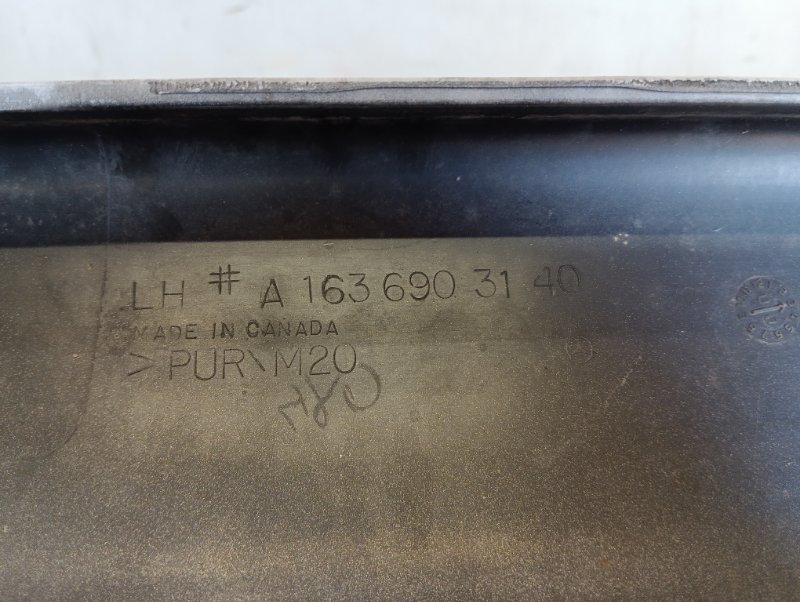 LH # A 163 690 31 40
MADE IN CANADA
>PUR\M20